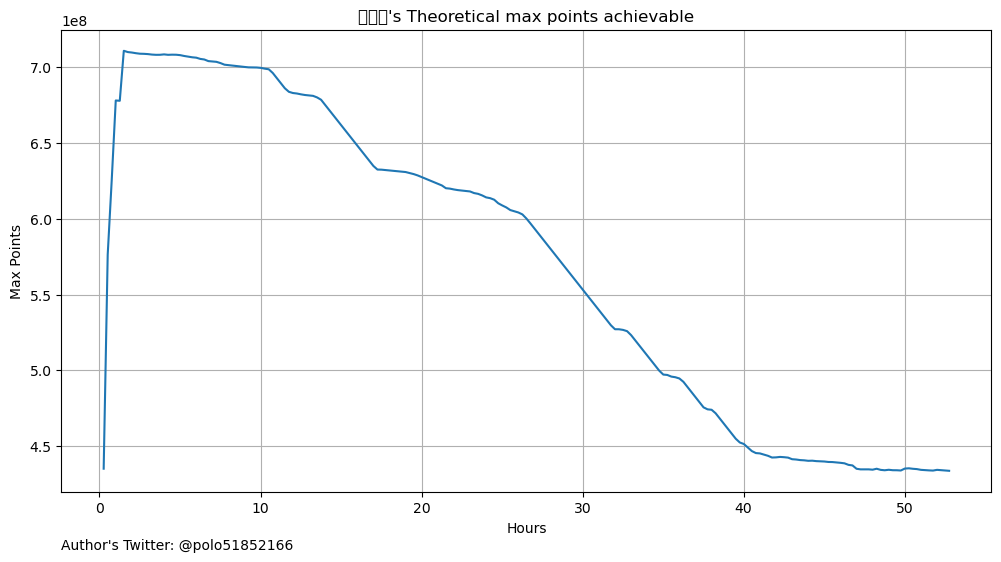 's Theoretical max points achievable
1e8
7.0
6.5
6.0
5.5
5.0
4.5
Max Points
0 10 20 30 40 50
Hours
Author's Twitter: @polo51852166